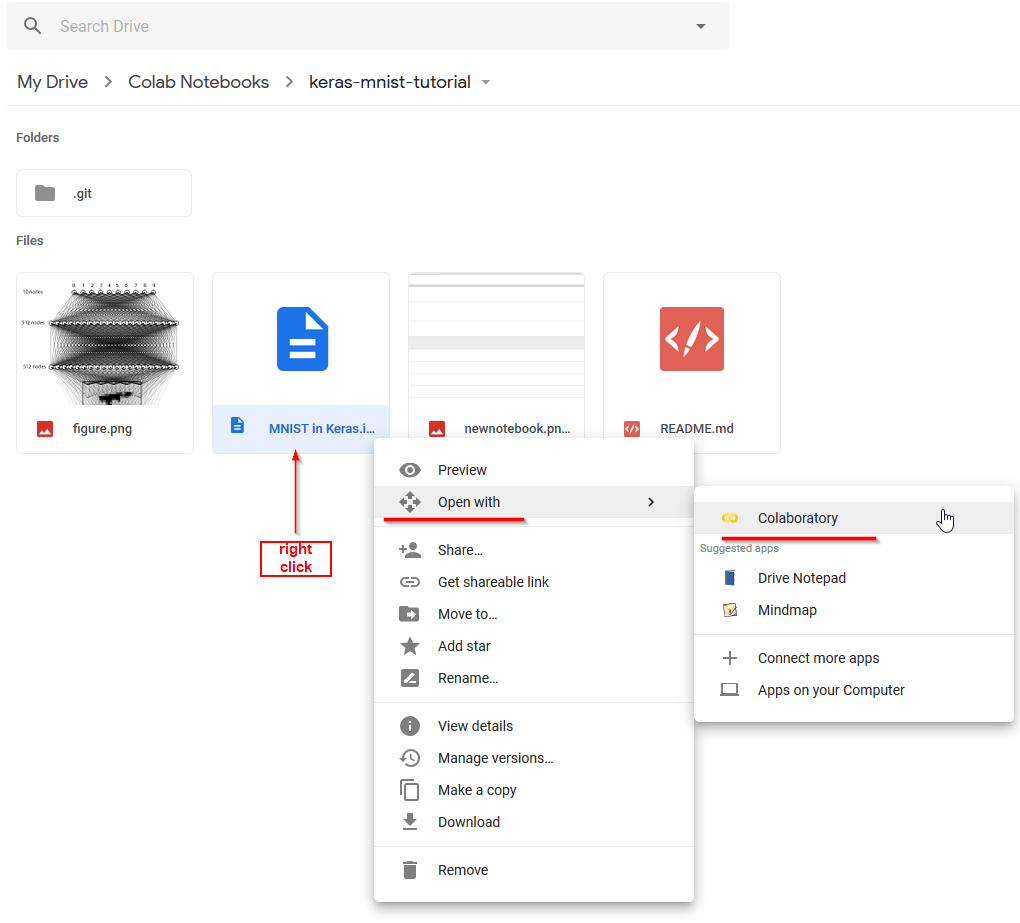 Search Drive
My Drive > Colab Notebooks > keras-mnist-tutorial
Folders
.git
Files
0 1 2 3 4 5 6 7 8 9
10 nodes
512 nodes
512 nodes
figure.png
MNIST in Keras.i...
newnotebook.pn...
README.md
right
click
Preview
Open with
Share...
Get shareable link
Move to...
Add star
Rename...
View details
Manage versions...
Make a copy
Download
Remove
Colaboratory
Suggested apps
Drive Notepad
Mindmap
Connect more apps
Apps on your Computer